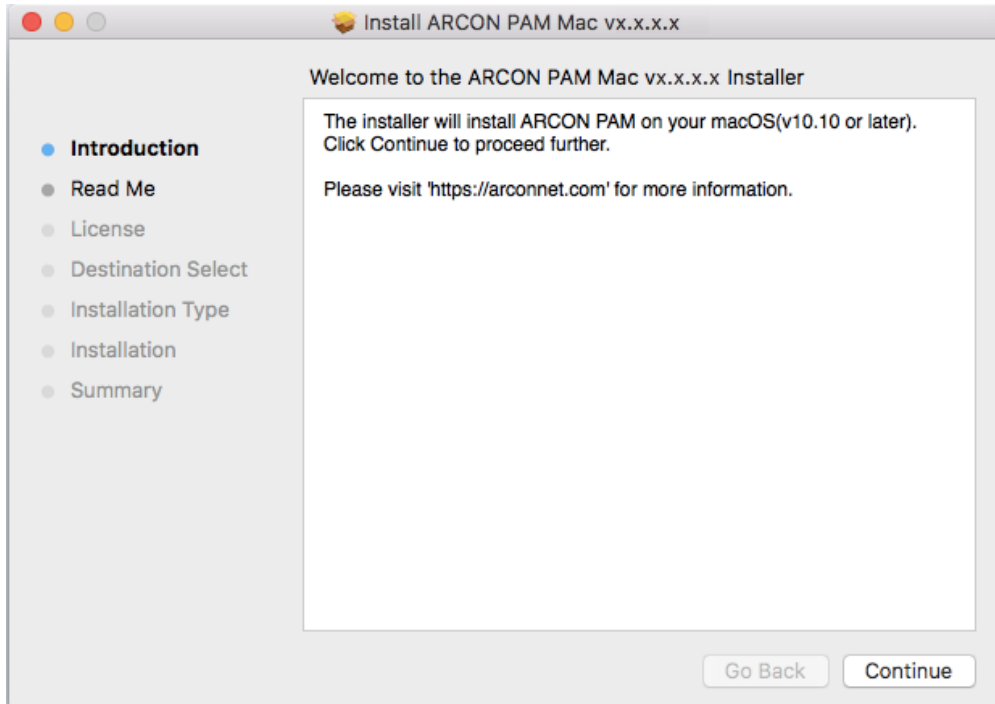 Install ARCON PAM Mac vx.x.x.x
Welcome to the ARCON PAM Mac vx.x.x.x Installer
Introduction
Read Me
License
Destination Select
Installation Type
Installation
Summary
The installer will install ARCON PAM on your macOS(v10.10 or later).
Click Continue to proceed further.
Please visit 'https://arconnet.com' for more information.
Go Back
Continue